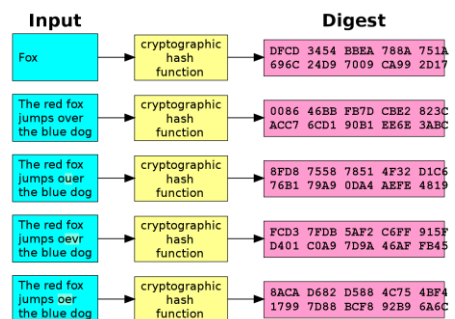 Input
Digest
Fox
cryptographic
hash
function
DFCD 3454 BBEA 788A 751A
696C 24D9 7009 CA99 2D17
The red fox
jumps over
the blue dog
cryptographic
hash
function
0086 46BB FB7D CBE2 823C
ACC7 6CD1 90B1 EE6E 3ABC
The red fox
jumps ouer
the blue dog
cryptographic
hash
function
8FD8 7558 7851 4F32 D1C6
76B1 79A9 0DA4 AEFE 4819
The red fox
jumps oevr
the blue dog
cryptographic
hash
function
FCD3 7FDB 5AF2 C6FF 915F
D401 C0A9 7D9A 46AF FB45
The red fox
jumps oer
the blue dog
cryptographic
hash
function
8ACA D682 D588 4C75 4BF4
1799 7D88 BCF8 92B9 6A6C